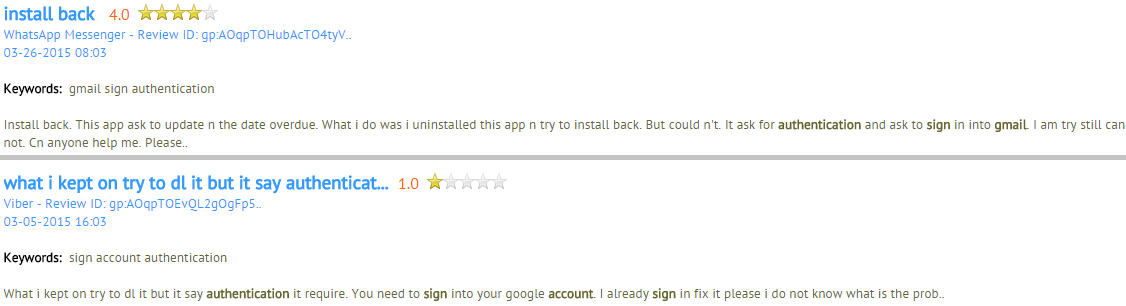 install back 4.0
WhatsApp Messenger - Review ID: gp:AOqpTOHubAcTO4tyV..
03-26-2015 08:03
Keywords: gmail sign authentication
Install back. This app ask to update n the date overdue. What i do was i uninstalled this app n try to install back. But could n't. It ask for authentication and ask to sign in into gmail. I am try still can
not. Cn anyone help me. Please..
what i kept on try to dl it but it say authenticat... 1.0
Viber - Review ID: gp:AOqpTOEvQL2gOgFp5..
03-05-2015 16:03
Keywords: sign account authentication
What i kept on try to dl it but it say authentication it require. You need to sign into your google account. I already sign in fix it please i do not know what is the prob..